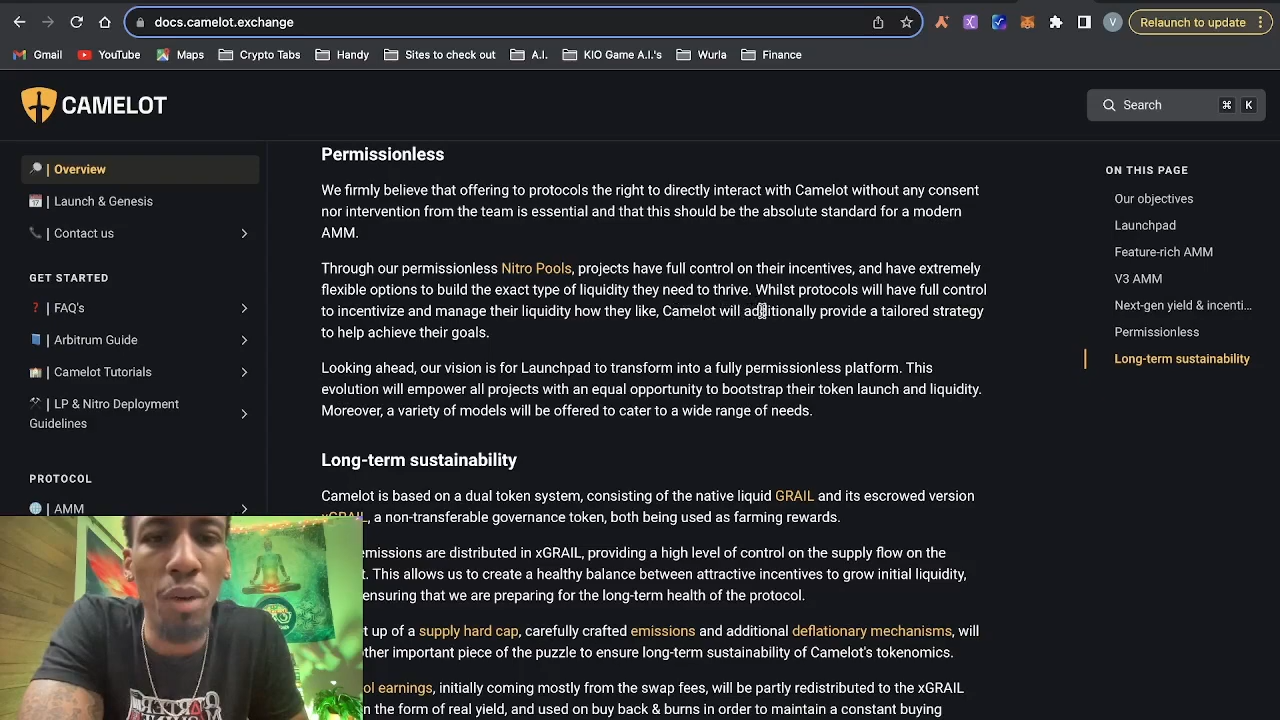 docs.camelot.exchange
V
Relaunch to update
Gmail
YouTube
Maps
Crypto Tabs
Handy
Sites to check out
A.I.
KIO Game A.I.'s
Wurla
Finance
CAMELOT
Search
⌘ K
| Overview
| Launch & Genesis
| Contact us
GET STARTED
| FAQ's
| Arbitrum Guide
| Camelot Tutorials
| LP & Nitro Deployment
Guidelines
PROTOCOL
| AMM
Permissionless
We firmly believe that offering to protocols the right to directly interact with Camelot without any consent
nor intervention from the team is essential and that this should be the absolute standard for a modern
AMM.
Through our permissionless Nitro Pools, projects have full control on their incentives, and have extremely
flexible options to build the exact type of liquidity they need to thrive. Whilst protocols will have full control
to incentivize and manage their liquidity how they like, Camelot will additionally provide a tailored strategy
to help achieve their goals.
Looking ahead, our vision is for Launchpad to transform into a fully permissionless platform. This
evolution will empower all projects with an equal opportunity to bootstrap their token launch and liquidity.
Moreover, a variety of models will be offered to cater to a wide range of needs.
Long-term sustainability
Camelot is based on a dual token system, consisting of the native liquid GRAIL and its escrowed version
xGRAIL, a non-transferable governance token, both being used as farming rewards.
emissions are distributed in xGRAIL, providing a high level of control on the supply flow on the
This allows us to create a healthy balance between attractive incentives to grow initial liquidity,
ensuring that we are preparing for the long-term health of the protocol.
up of a supply hard cap, carefully crafted emissions and additional deflationary mechanisms, will
important piece of the puzzle to ensure long-term sustainability of Camelot's tokenomics.
earnings, initially coming mostly from the swap fees, will be partly redistributed to the xGRAIL
the form of real yield, and used on buy back & burns in order to maintain a constant buying
ON THIS PAGE
Our objectives
Launchpad
Feature-rich AMM
V3 AMM
Next-gen yield & incenti...
Permissionless
Long-term sustainability